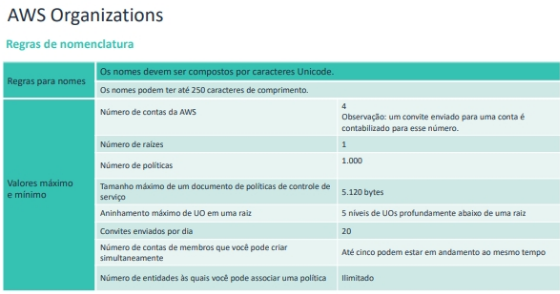 AWS Organizations
Regras de nomenclatura
Regras para nomes
Os nomes devem ser compostos por caracteres Unicode.
Os nomes podem ter até 250 caracteres de comprimento.
Valores máximo
e mínimo
Número de contas da AWS
4
Observação: um convite enviado para uma conta é
contabilizado para esse número.
Número de raízes
1
Número de políticas
1.000
Tamanho máximo de um documento de políticas de controle de
serviço
5.120 bytes
Aninhamento máximo de UO em uma raiz
5 níveis de UOs profundamente abaixo de uma raiz
Convites enviados por dia
20
Número de contas de membros que você pode criar
simultaneamente
Até cinco podem estar em andamento ao mesmo tempo
Número de entidades às quais você pode associar uma política
Ilimitado